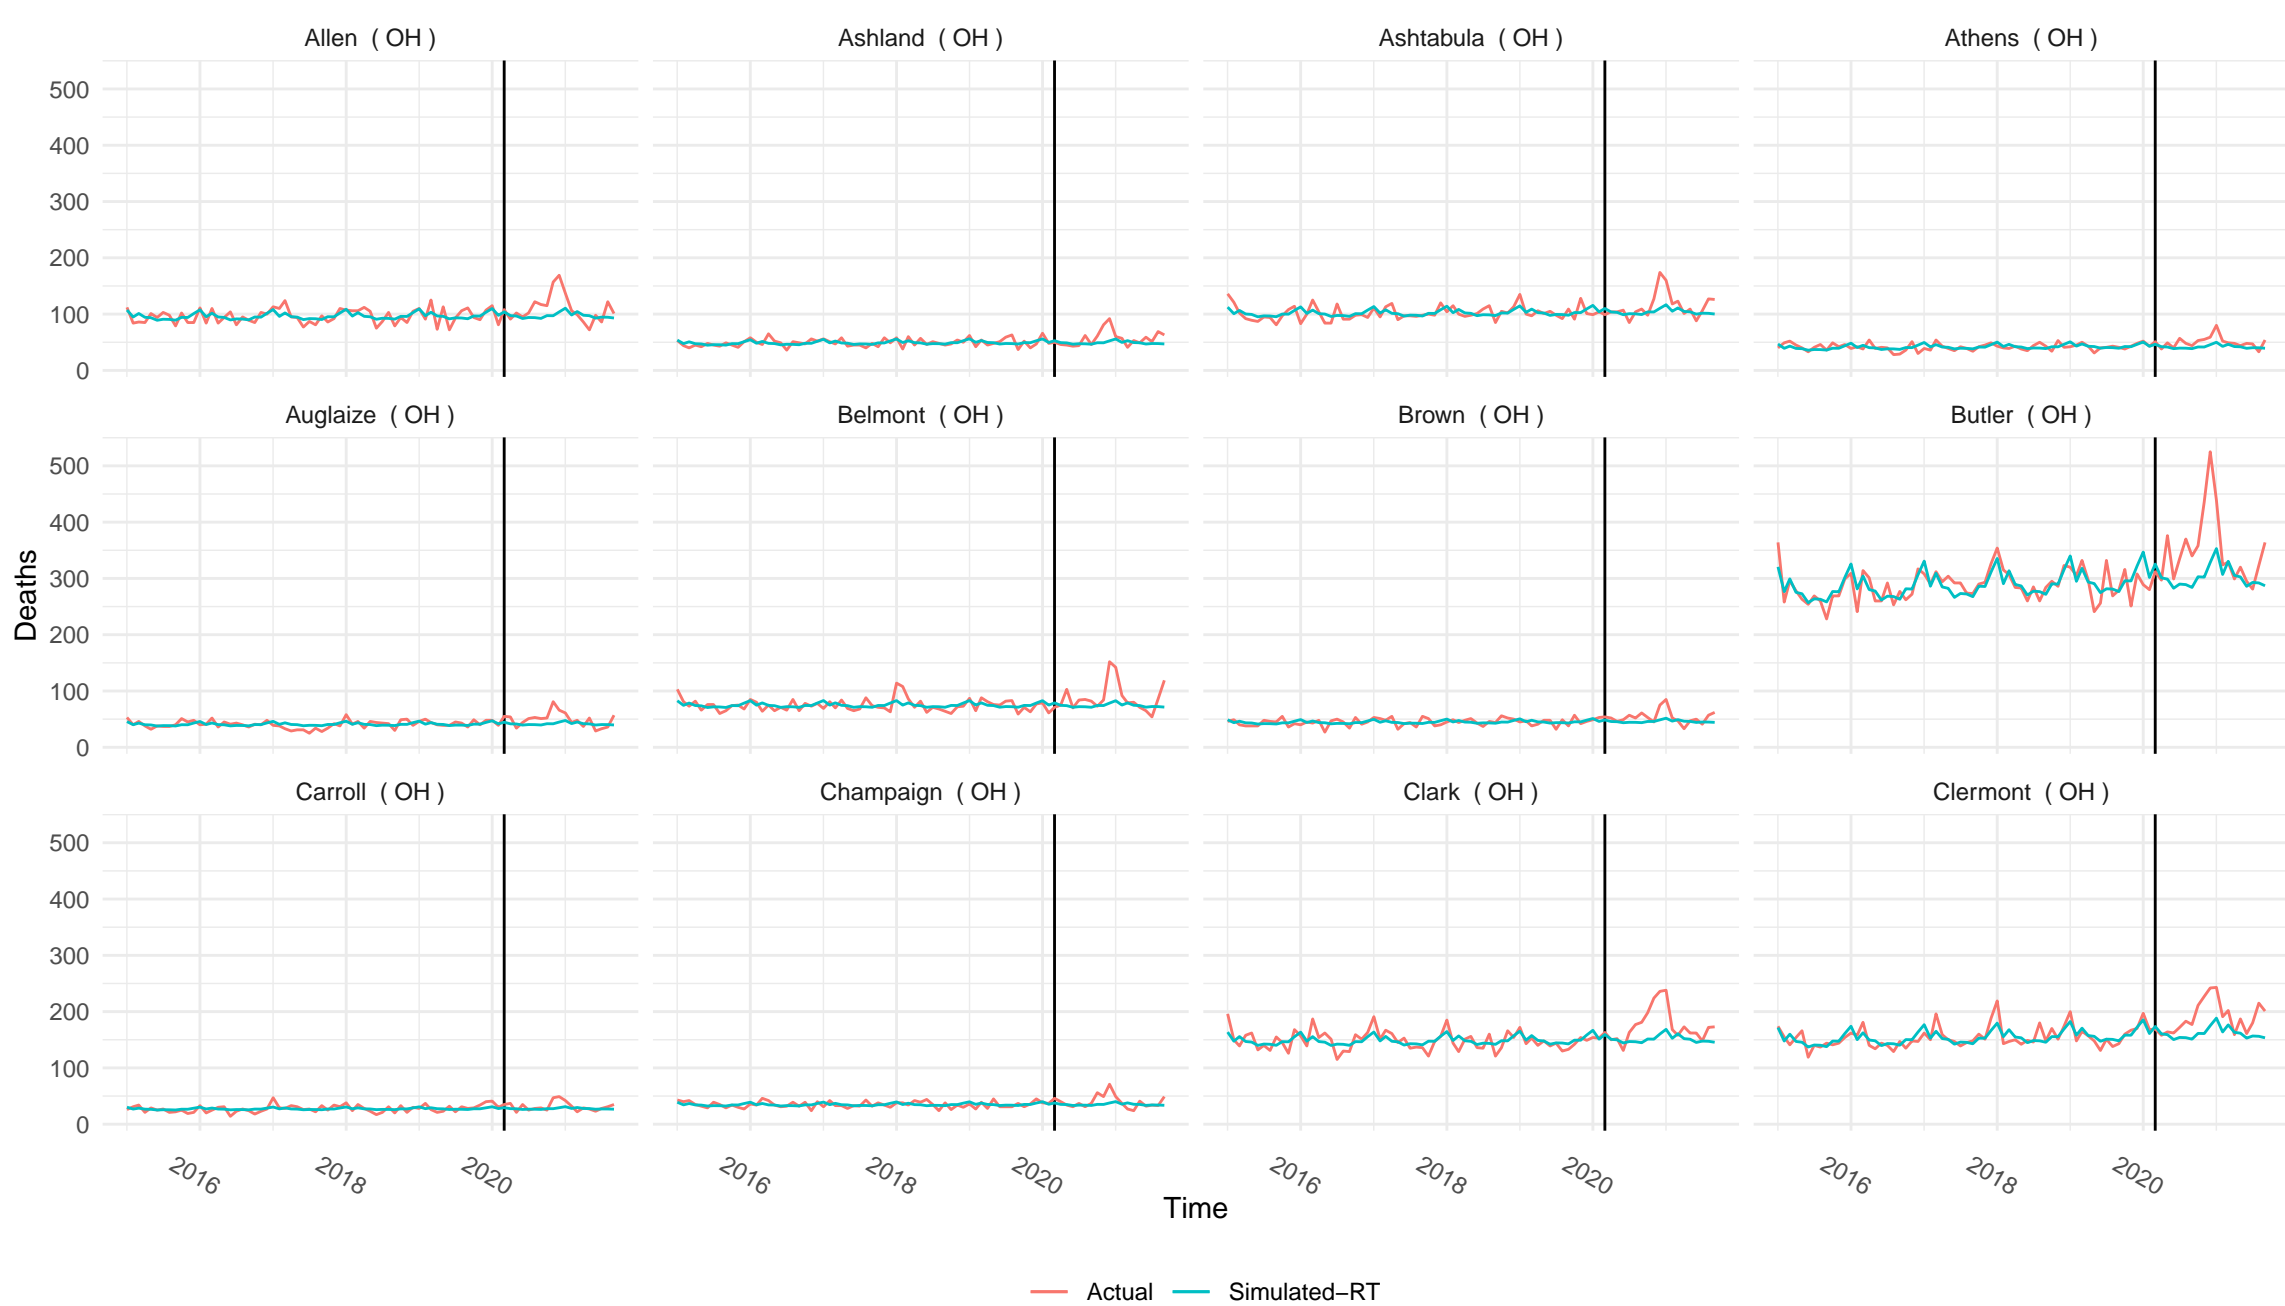 Allen ( OH )
Ashland ( OH )
Ashtabula ( OH )
Athens ( OH )
500
400
300
200
100
0
Auglaize ( OH )
Belmont ( OH )
Brown ( OH )
Butler ( OH )
500
400
300
200
100
0
Deaths
Carroll ( OH )
Champaign ( OH )
Clark ( OH )
Clermont ( OH )
500
400
300
200
100
0
2016 2018 2020
2016 2018 2020
2016 2018 2020
2016 2018 2020
Time
Actual Simulated−RT